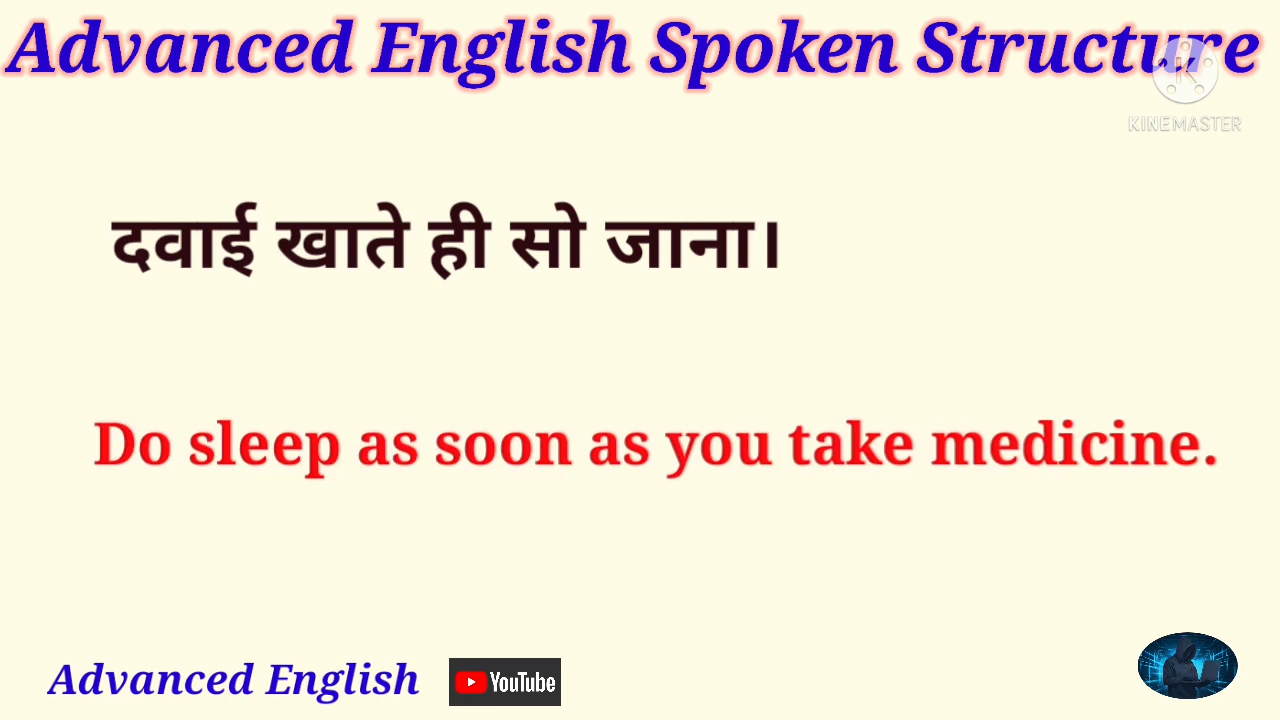 Advanced English Spoken Structure
KINEMASTER
दवाई खाते ही सो जाना।
Do sleep as soon as you take medicine.
Advanced English
YouTube